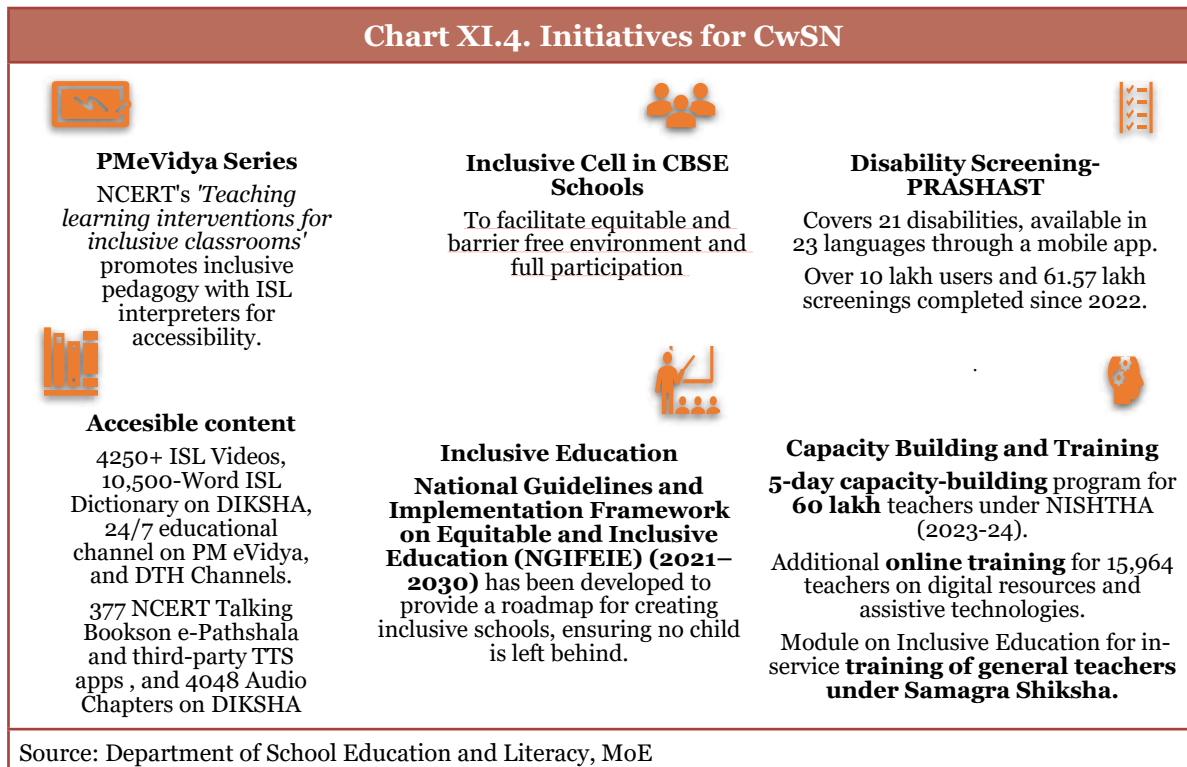 Chart XI.4. Initiatives for CwSN
PMeVidya Series
NCERT's 'Teaching
learning interventions for
inclusive classrooms'
promotes inclusive
pedagogy with ISL
interpreters for
accessibility.
Inclusive Cell in CBSE
Schools
To facilitate equitable and
barrier free environment and
full participation
Disability Screening-
PRASHAST
Covers 21 disabilities, available in
23 languages through a mobile app.
Over 10 lakh users and 61.57 lakh
screenings completed since 2022.
Accesible content
4250+ ISL Videos,
10,500-Word ISL
Dictionary on DIKSHA,
24/7 educational
channel on PM eVidya,
and DTH Channels.
377 NCERT Talking
Bookson e-Pathshala
and third-party TTS
apps , and 4048 Audio
Chapters on DIKSHA
Inclusive Education
National Guidelines and
Implementation Framework
on Equitable and Inclusive
Education (NGIFEIE) (2021–
2030) has been developed to
provide a roadmap for creating
inclusive schools, ensuring no child
is left behind.
.
Capacity Building and Training
5-day capacity-building program for
60 lakh teachers under NISHTHA
(2023-24).
Additional online training for 15,964
teachers on digital resources and
assistive technologies.
Module on Inclusive Education for in-
service training of general teachers
under Samagra Shiksha.
Source: Department of School Education and Literacy, MoE